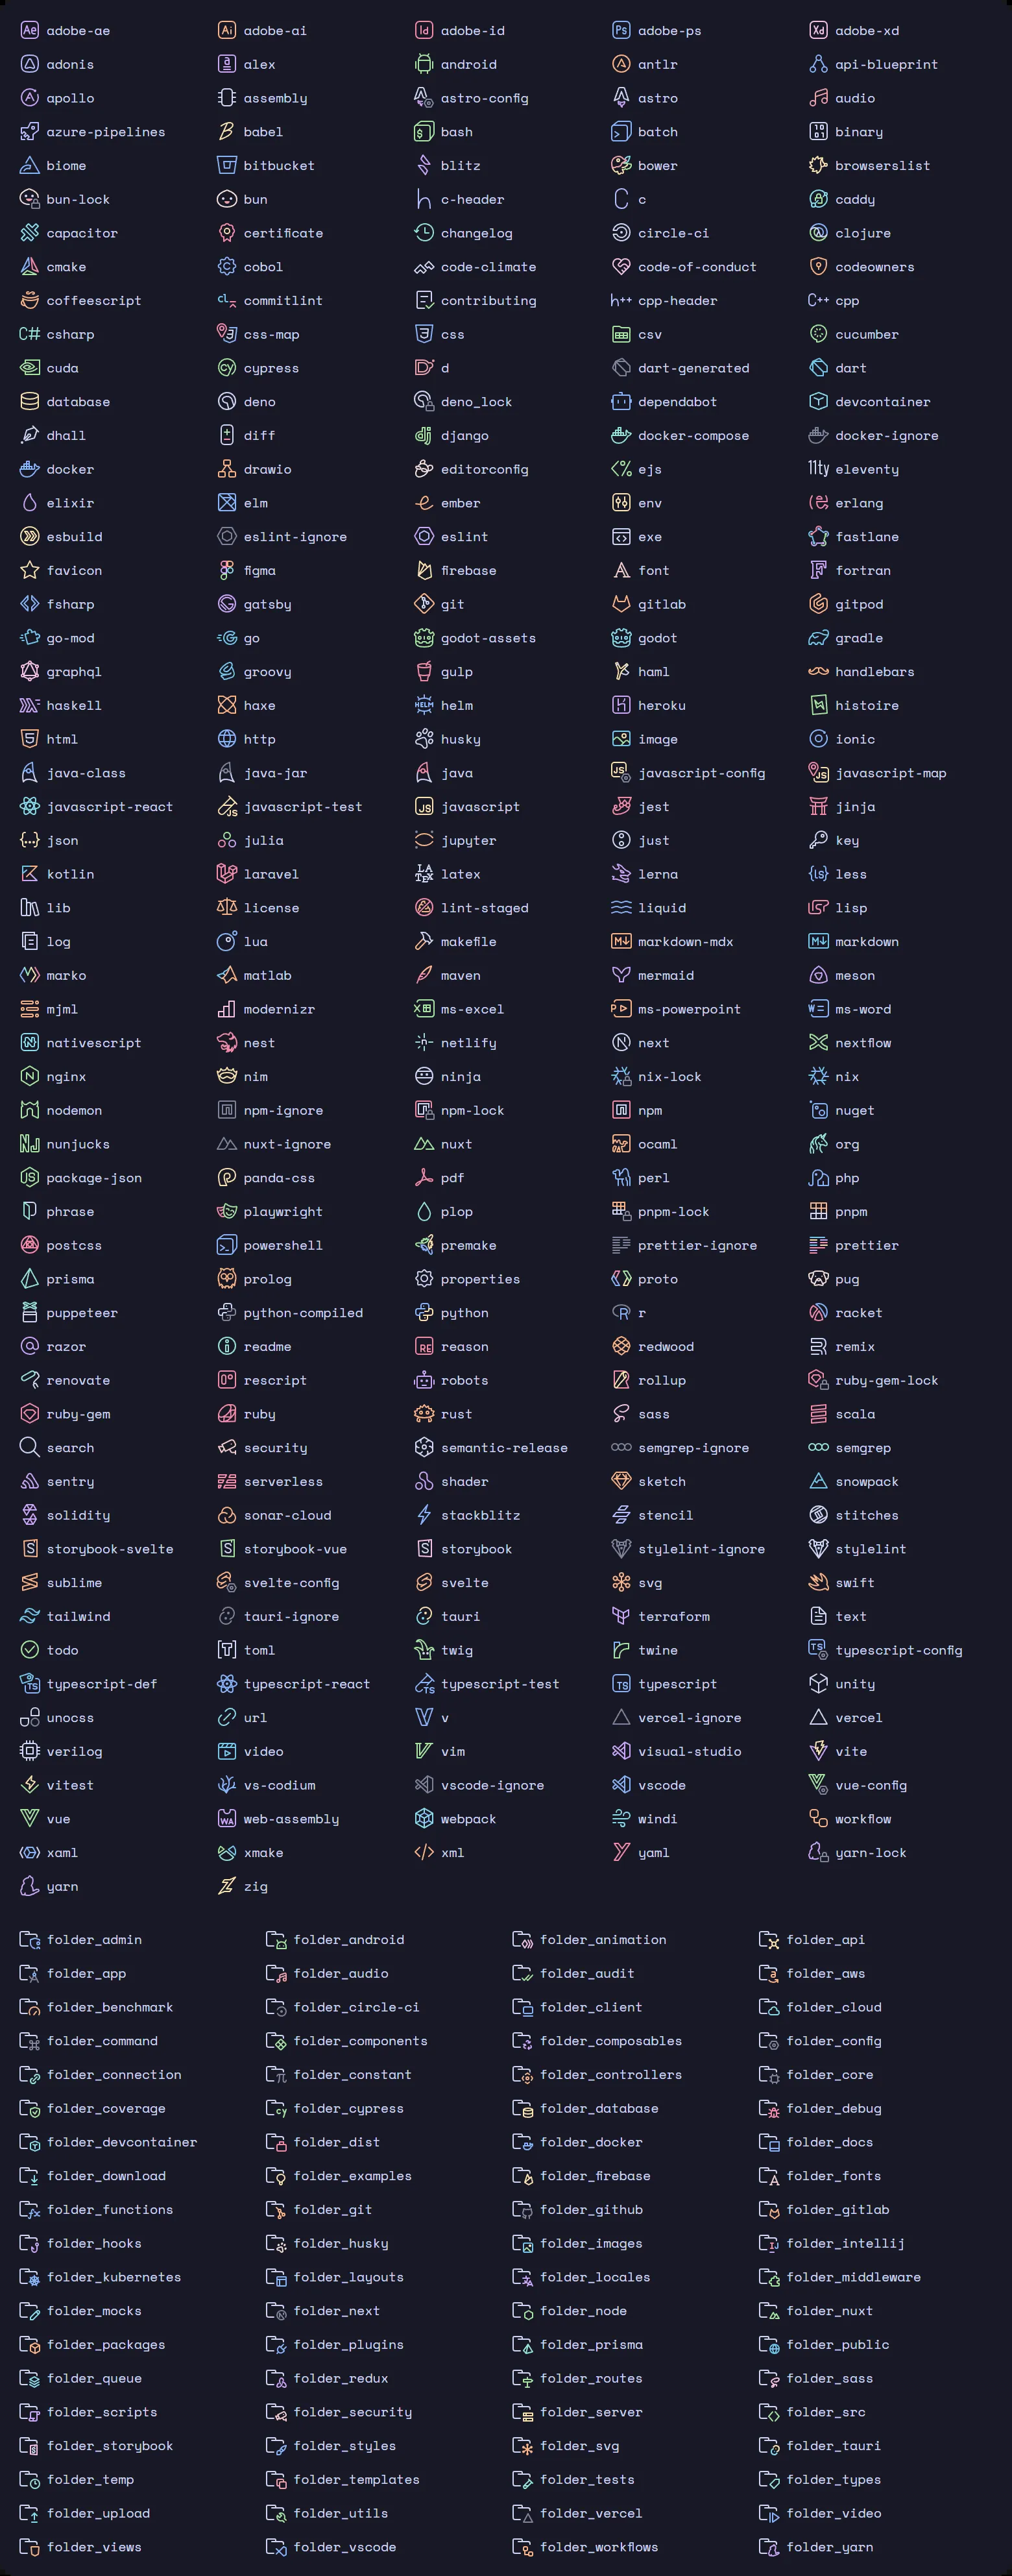 adobe-ae adobe-ai adobe-id adobe-ps adobe-xd
adonis alex android antlr api-blueprint
apollo assembly astro-config astro audio
azure-pipelines babel bash batch binary
biome bitbucket blitz bower browserslist
bun-lock bun c-header c caddy
capacitor certificate changelog circle-ci clojure
cmake cobol code-climate code-of-conduct codeowners
coffeescript commitlint contributing cpp-header cpp
csharp css-map css csv cucumber
cuda cypress d dart-generated dart
database deno deno_lock dependabot devcontainer
dhall diff django docker-compose docker-ignore
docker drawio editorconfig ejs eleventy
elixir elm ember env erlang
esbuild eslint-ignore eslint exe fastlane
favicon figma firebase font fortran
fsharp gatsby git gitlab gitpod
go-mod go godot-assets godot gradle
graphql groovy gulp haml handlebars
haskell haxe helm heroku histoire
html http husky image ionic
java-class java-jar java javascript-config javascript-map
javascript-react javascript-test javascript jest jinja
json julia jupyter just key
kotlin laravel latex lerna less
lib license lint-staged liquid lisp
log lua makefile markdown-mdx markdown
marko matlab maven mermaid meson
mjml modernizr ms-excel ms-powerpoint ms-word
nativescript nest netlify next nextflow
nginx nim ninja nix-lock nix
nodemon npm-ignore npm-lock npm nuget
nunjucks nuxt-ignore nuxt ocaml org
package-json panda-css pdf perl php
phrase playwright plop pnpm-lock pnpm
postcss powershell premake prettier-ignore prettier
prisma prolog properties proto pug
puppeteer python-compiled python r racket
razor readme reason redwood remix
renovate rescript robots rollup ruby-gem-lock
ruby-gem ruby rust sass scala
search security semantic-release semgrep-ignore semgrep
sentry serverless shader sketch snowpack
solidity sonar-cloud stackblitz stencil stitches
storybook-svelte storybook-vue storybook stylelint-ignore stylelint
sublime svelte-config svelte svg swift
tailwind tauri-ignore tauri terraform text
todo toml twig twine typescript-config
typescript-def typescript-react typescript-test typescript unity
unocss url v vercel-ignore vercel
verilog video vim visual-studio vite
vitest vs-codium vscode-ignore vscode vue-config
vue web-assembly webpack windi workflow
xaml xmake xml yaml yarn-lock
yarn zig
folder_admin folder_android folder_animation folder_api
folder_app folder_audio folder_audit folder_aws
folder_benchmark folder_circle-ci folder_client folder_cloud
folder_command folder_components folder_composables folder_config
folder_connection folder_constant folder_controllers folder_core
folder_coverage folder_cypress folder_database folder_debug
folder_devcontainer folder_dist folder_docker folder_docs
folder_download folder_examples folder_firebase folder_fonts
folder_functions folder_git folder_github folder_gitlab
folder_hooks folder_husky folder_images folder_intellij
folder_kubernetes folder_layouts folder_locales folder_middleware
folder_mocks folder_next folder_node folder_nuxt
folder_packages folder_plugins folder_prisma folder_public
folder_queue folder_redux folder_routes folder_sass
folder_scripts folder_security folder_server folder_src
folder_storybook folder_styles folder_svg folder_tauri
folder_temp folder_templates folder_tests folder_types
folder_upload folder_utils folder_vercel folder_video
folder_views folder_vscode folder_workflows folder_yarn